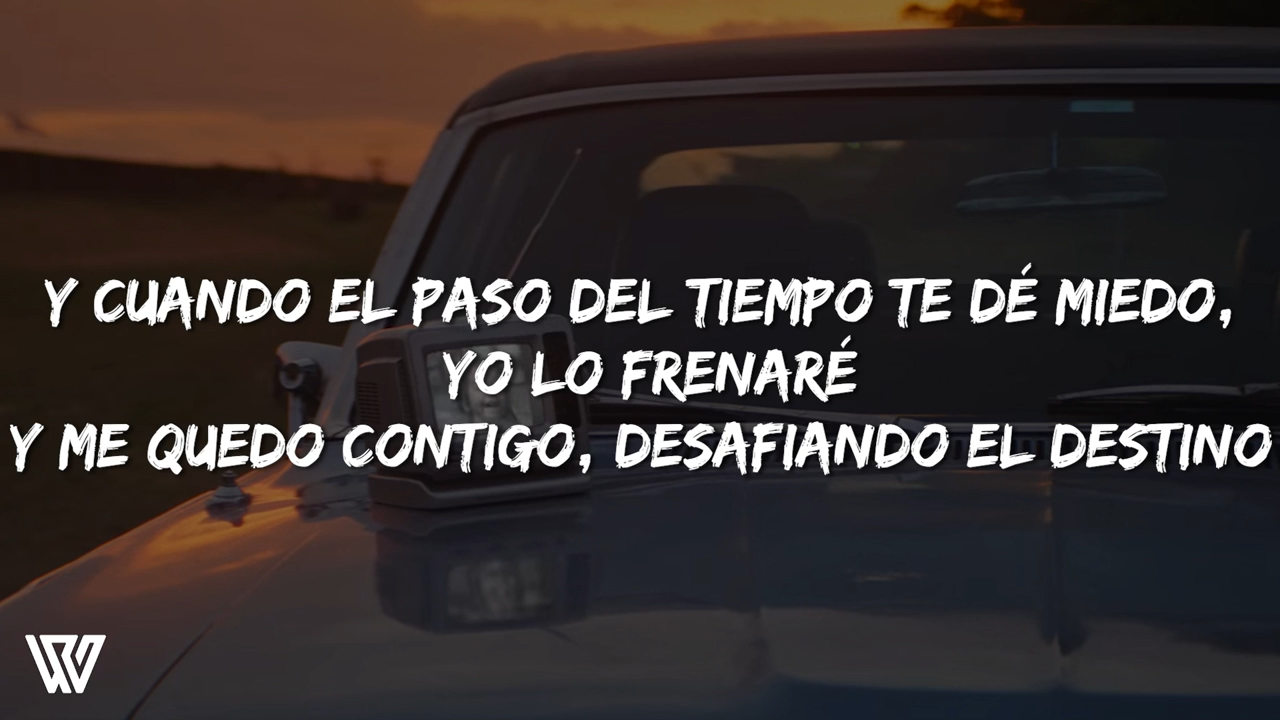 Y CUANDO EL PASO DEL TIEMPO TE DÉ MIEDO,
YO LO FRENARÉ
Y ME QUEDO CONTIGO, DESAFIANDO EL DESTINO